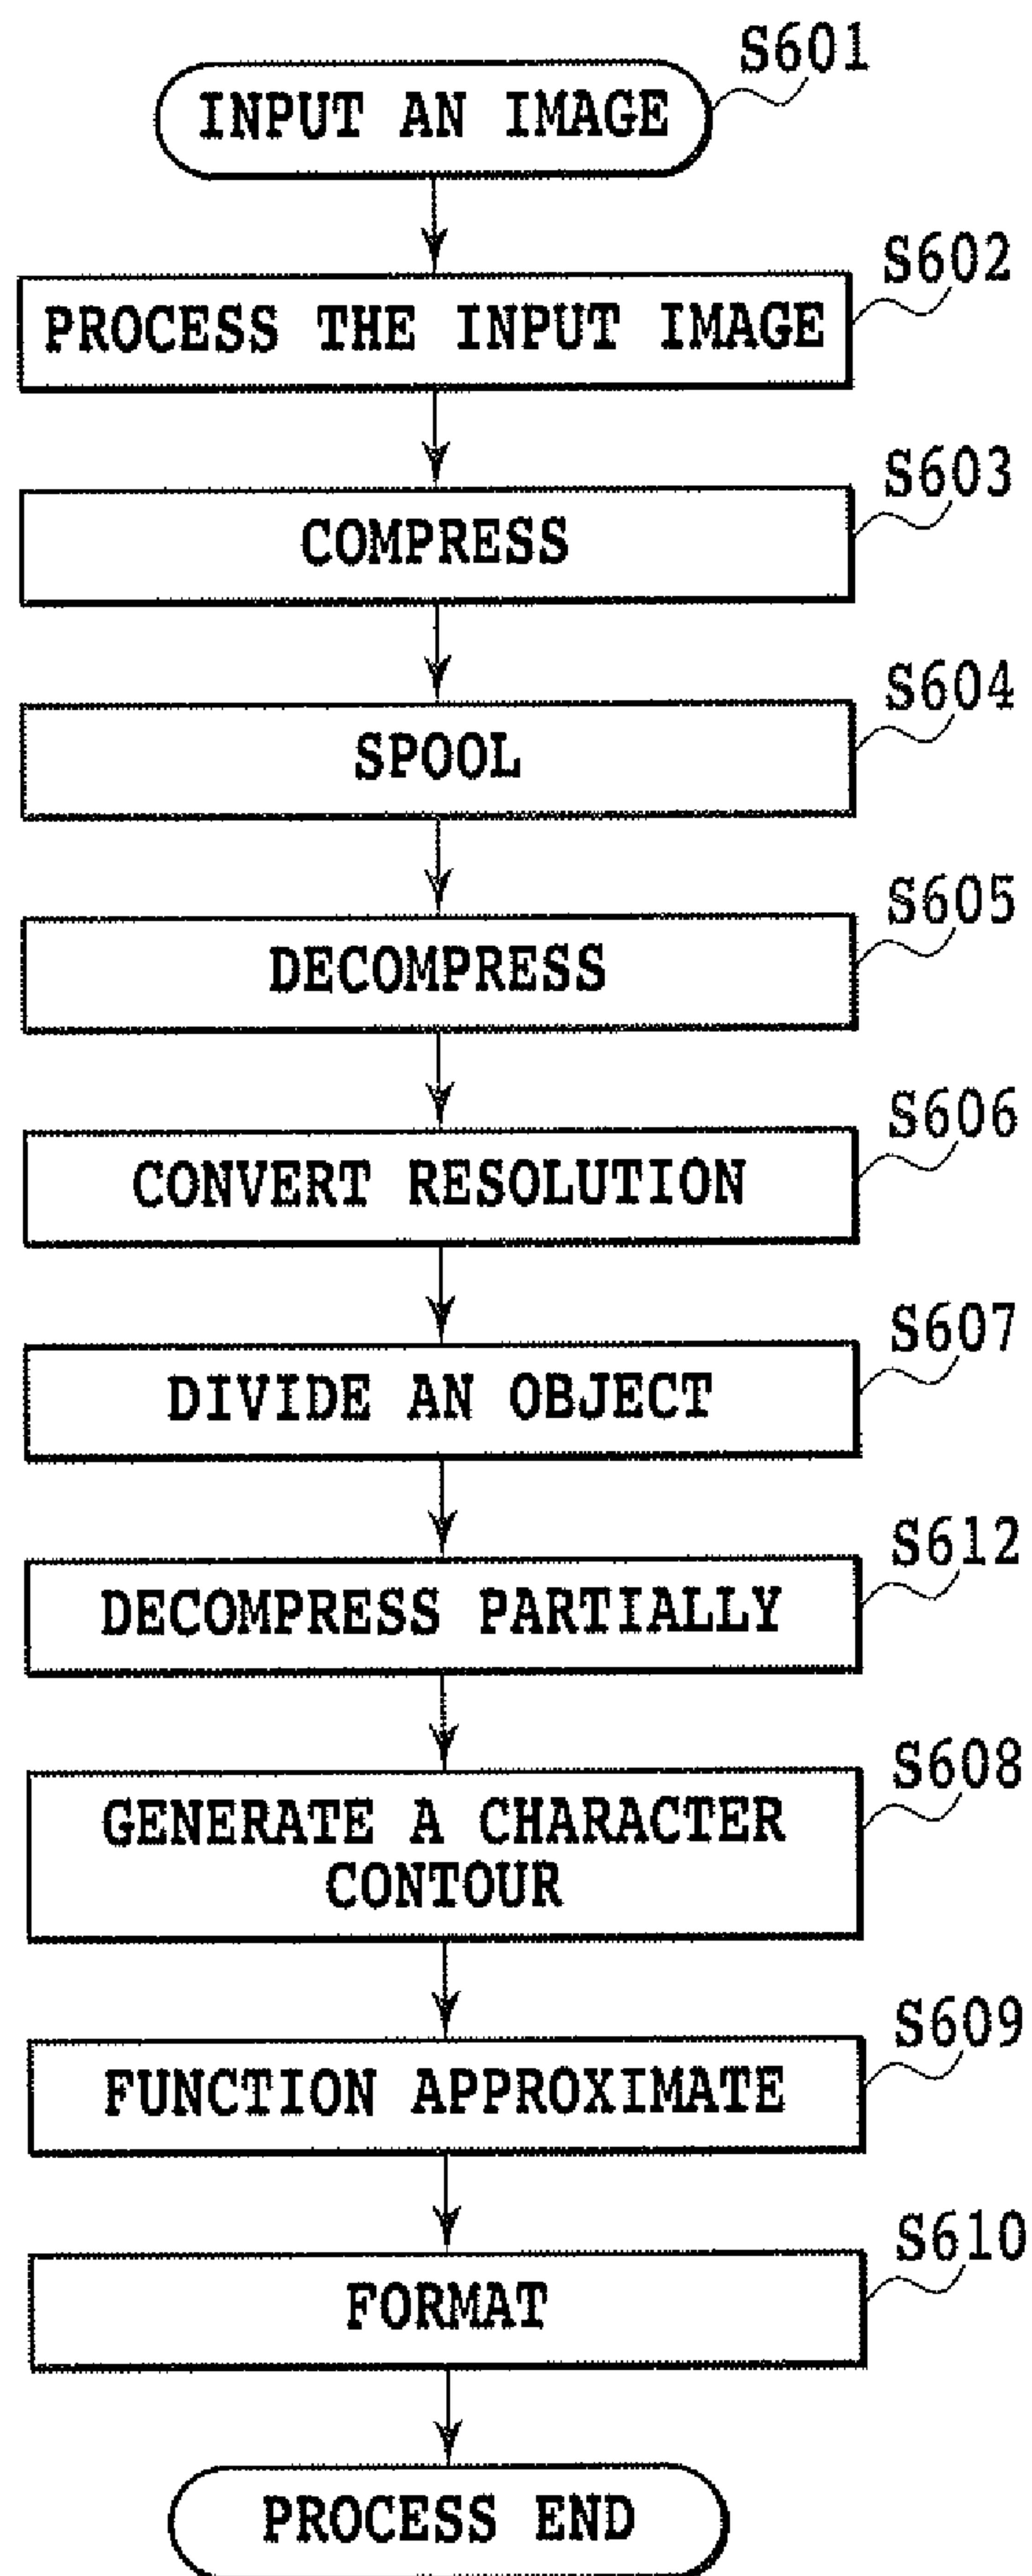 S601
INPUT AN IMAGE
S602
PROCESS THE INPUT IMAGE
S603
COMPRESS
S604
SPOOL
S605
DECOMPRESS
S606
CONVERT RESOLUTION
S607
DIVIDE AN OBJECT
S612
DECOMPRESS PARTIALLY
S608
GENERATE A CHARACTER
CONTOUR
S609
FUNCTION APPROXIMATE
S610
FORMAT
PROCESS END